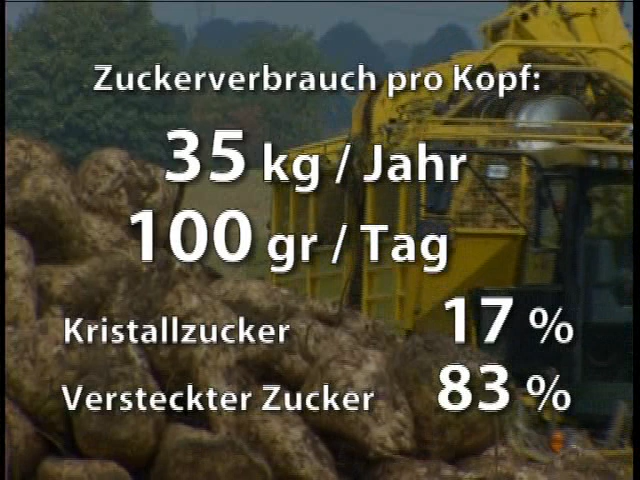 Zuckerverbrauch pro Kopf:
35 kg / Jahr
100 gr / Tag
Kristallzucker 17 %
Versteckter Zucker 83 %